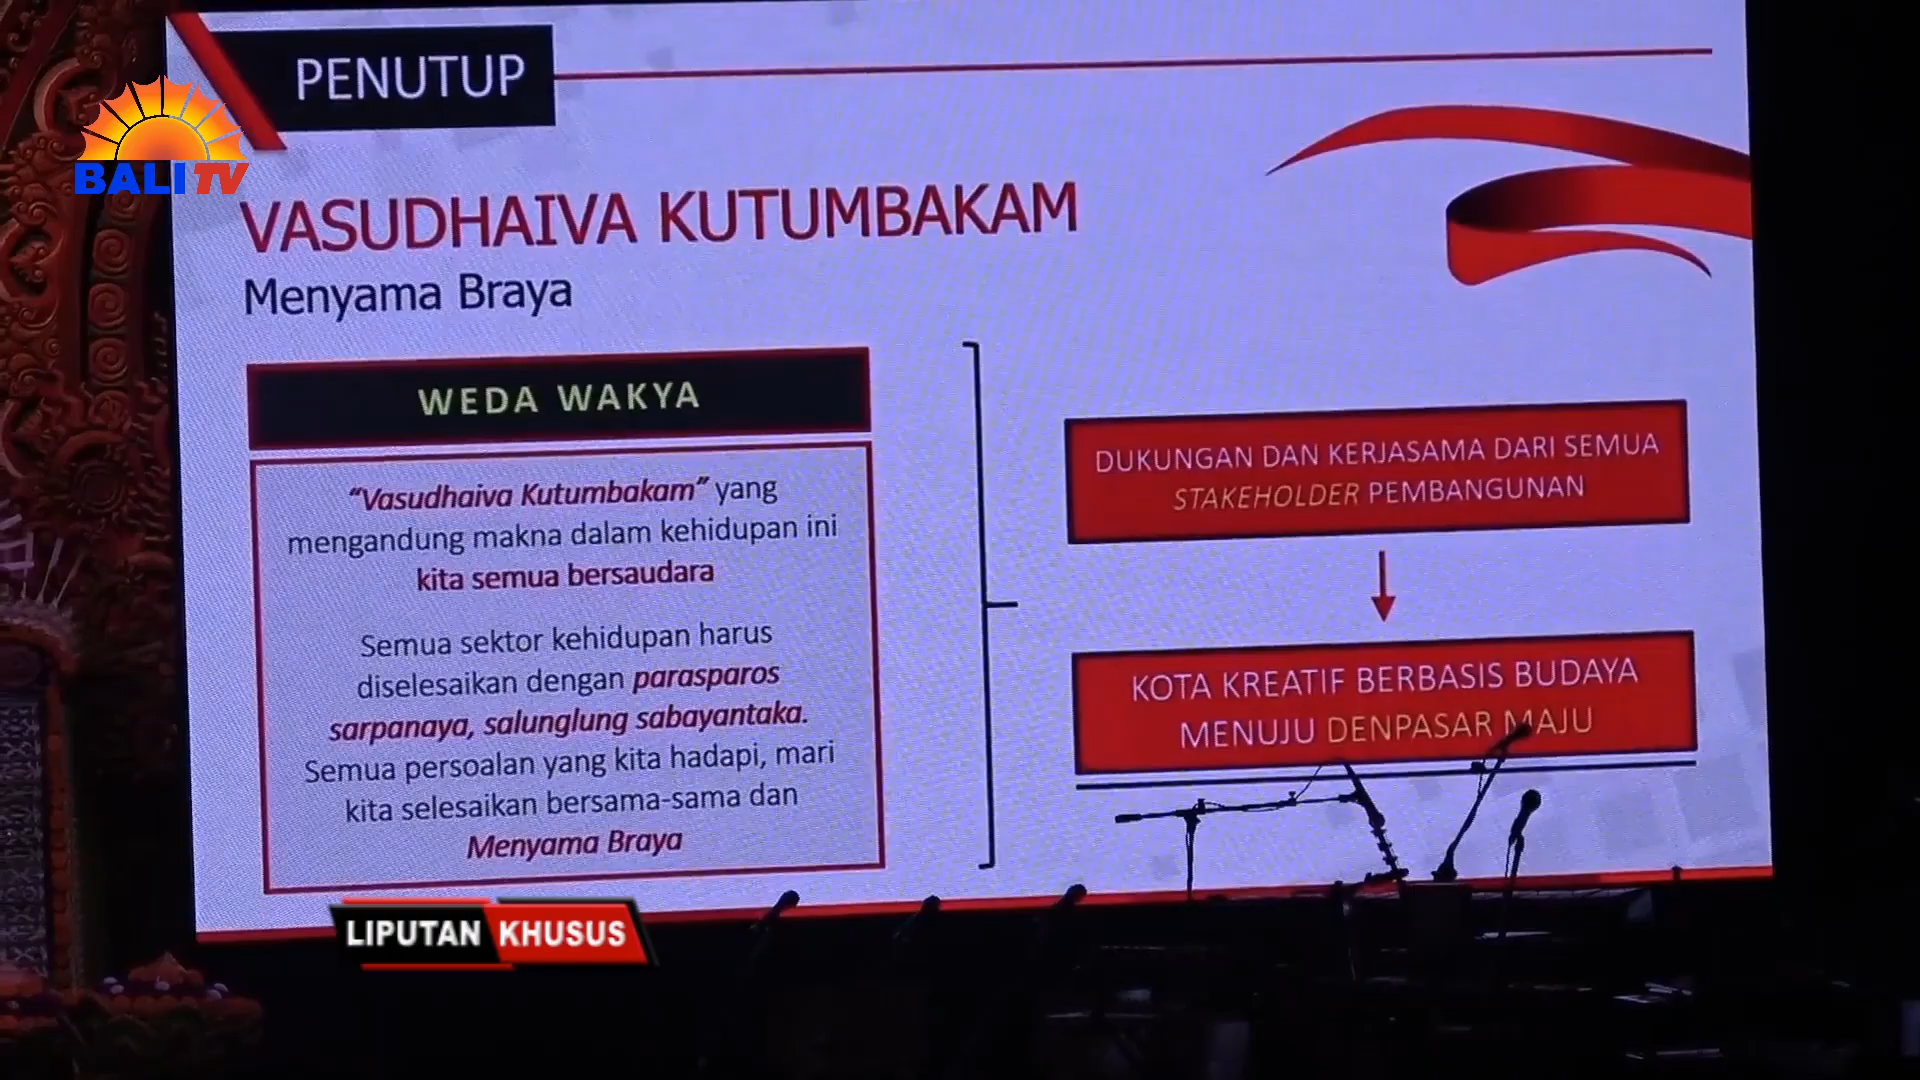 PENUTUP
BALI TV
VASUDHAIVA KUTUMBAKAM
Menyama Braya
WEDA WAKYA
“Vasudhaiva Kutumbakam” yang
mengandung makna dalam kehidupan ini
kita semua bersaudara
Semua sektor kehidupan harus
diselesaikan dengan parasparos
sarpanaya, salunglung sabayantaka.
Semua persoalan yang kita hadapi, mari
kita selesaikan bersama-sama dan
Menyama Braya
DUKUNGAN DAN KERJASAMA DARI SEMUA
STAKEHOLDER PEMBANGUNAN
KOTA KREATIF BERBASIS BUDAYA
MENUJU DENPASAR MAJU
LIPUTAN KHUSUS